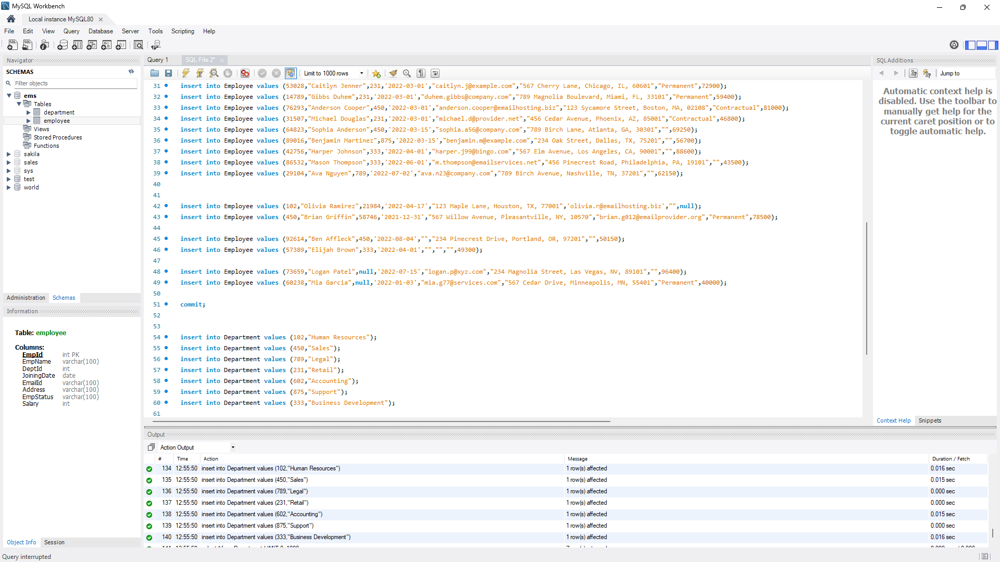 MySQL Workbench
Local instance MySQL80
File Edit View Query Database Server Tools Scripting Help
Navigator
SCHEMAS
Filter objects
ems
Tables
department
employee
Views
Stored Procedures
Functions
sakila
sales
sys
test
world
Administration Schemas
Information
Table: employee
Columns:
EmpId int PK
EmpName varchar(100)
DeptId int
JoiningDate date
EmailId varchar(100)
Address varchar(100)
EmpStatus varchar(100)
Salary int
Object Info Session
Query interrupted
Query 1 SQL File 2*
Limit to 1000 rows
31 insert into Employee values (53028,"Caitlyn Jenner",231,'2022-03-01',"caitlyn.j@example.com","567 Cherry Lane, Chicago, IL, 60601","Permanent",72900);
32 insert into Employee values (14789,"Gibbs Duhem",231,'2022-03-01',"duhem.gibbs@company.com","789 Magnolia Boulevard, Miami, FL, 33101","Permanent",59400);
33 insert into Employee values (76293,"Anderson Cooper",450,'2022-03-01',"anderson.cooper@emailhosting.biz","123 Sycamore Street, Boston, MA, 02108","Contractual",81000);
34 insert into Employee values (31507,"Michael Douglas",231,'2022-03-01',"michael.d@provider.net","456 Cedar Avenue, Phoenix, AZ, 85001","Contractual",46800);
35 insert into Employee values (64823,"Sophia Anderson",450,'2022-03-15',"sophia.a56@company.com","789 Birch Lane, Atlanta, GA, 30301","",69250);
36 insert into Employee values (89016,"Benjamin Martinez",875,'2022-03-15',"benjamin.m@example.com","234 Oak Street, Dallas, TX, 75201","",56700);
37 insert into Employee values (42756,"Harper Johnson",333,'2022-04-01',"harper.j99@bingo.com","567 Elm Avenue, Los Angeles, CA, 90001","",88600);
38 insert into Employee values (86532,"Mason Thompson",333,'2022-06-01',"m.thompson@emailservices.net","456 Pinecrest Road, Philadelphia, PA, 19101","",43500);
39 insert into Employee values (29104,"Ava Nguyen",789,'2022-07-02',"ava.n23@company.com","789 Birch Avenue, Nashville, TN, 37201","",62150);
40
41
42 insert into Employee values (102,"Olivia Ramirez",21984,'2022-04-17',"123 Maple Lane, Houston, TX, 77001",'olivia.r@emailhosting.biz',"",null);
43 insert into Employee values (450,"Brian Griffin",58746,'2021-12-31',"567 Willow Avenue, Pleasantville, NY, 10570","brian.g012@emailprovider.org","Permanent",78500);
44
45 insert into Employee values (92614,"Ben Affleck",450,'2022-08-04',"","234 Pinecrest Drive, Portland, OR, 97201","",50150);
46 insert into Employee values (57389,"Elijah Brown",333,'2022-04-01',"","","",49300);
47
48 insert into Employee values (73659,"Logan Patel",null,'2022-07-15',"logan.p@xyz.com","234 Magnolia Street, Las Vegas, NV, 89101","",96400);
49 insert into Employee values (60238,"Mia Garcia",null,'2022-01-03',"mia.g77@services.com","567 Cedar Drive, Minneapolis, MN, 55401","Permanent",40000);
50
51 commit;
52
53
54 insert into Department values (102,"Human Resources");
55 insert into Department values (450,"Sales");
56 insert into Department values (789,"Legal");
57 insert into Department values (231,"Retail");
58 insert into Department values (602,"Accounting");
59 insert into Department values (875,"Support");
60 insert into Department values (333,"Business Development");
61
Output
Action Output
# Time Action Message Duration / Fetch
134 12:55:50 insert into Department values (102,"Human Resources") 1 row(s) affected 0.016 sec
135 12:55:50 insert into Department values (450,"Sales") 1 row(s) affected 0.015 sec
136 12:55:50 insert into Department values (789,"Legal") 1 row(s) affected 0.000 sec
137 12:55:50 insert into Department values (231,"Retail") 1 row(s) affected 0.000 sec
138 12:55:50 insert into Department values (602,"Accounting") 1 row(s) affected 0.015 sec
139 12:55:50 insert into Department values (875,"Support") 1 row(s) affected 0.000 sec
140 12:55:50 insert into Department values (333,"Business Development") 1 row(s) affected 0.016 sec
SQLAdditions
Jump to
Automatic context help is
disabled. Use the toolbar to
manually get help for the
current caret position or to
toggle automatic help.
Context Help Snippets